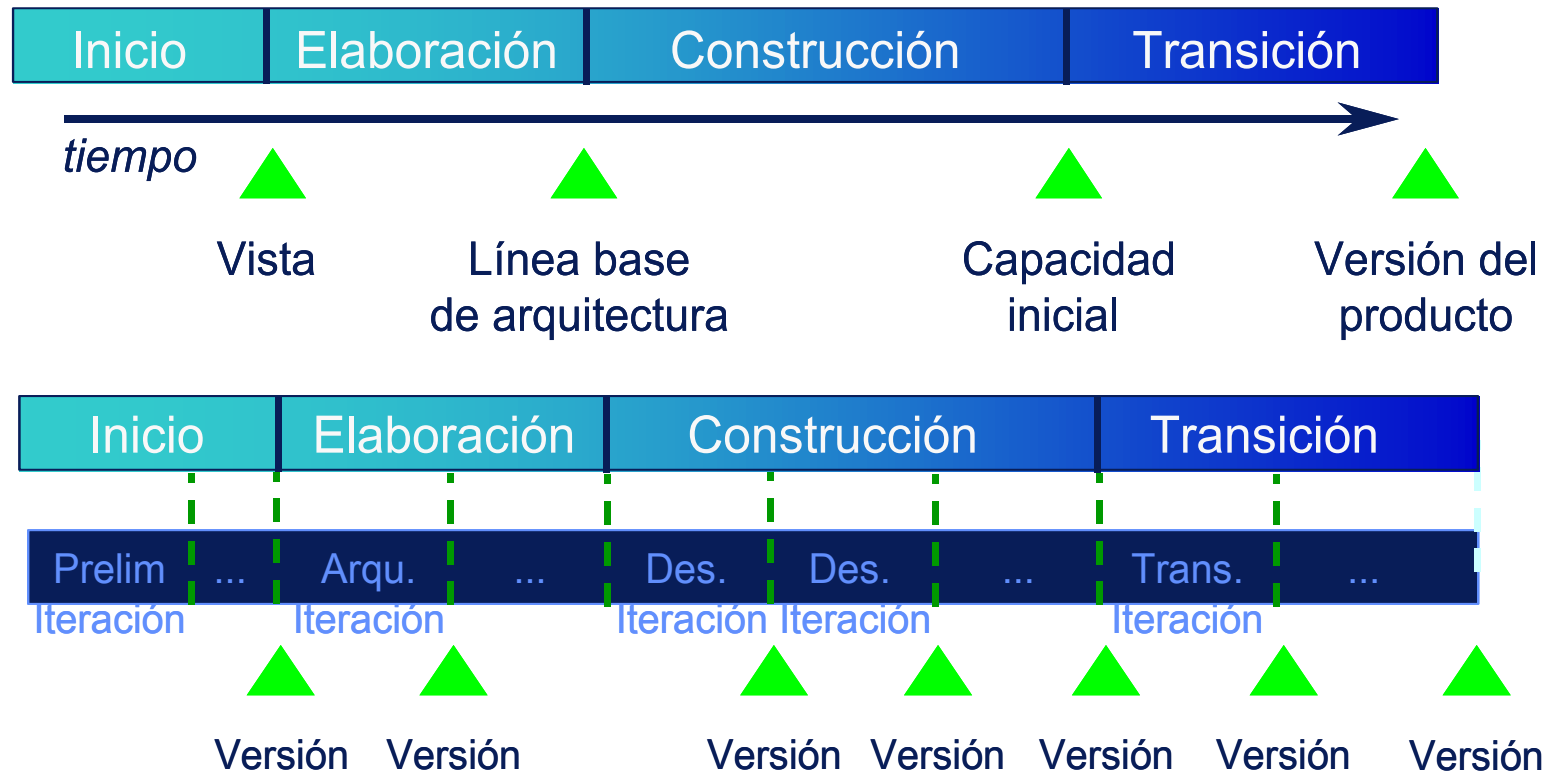 Inicio Elaboración Construcción Transición
tiempo
Vista Línea base Capacidad Versión del
de arquitectura inicial producto
Inicio Elaboración Construcción Transición
Prelim ... Arqu. ... Des. Des. ... Trans. ...
Iteración Iteración Iteración Iteración Iteración
Versión Versión Versión Versión Versión Versión Versión